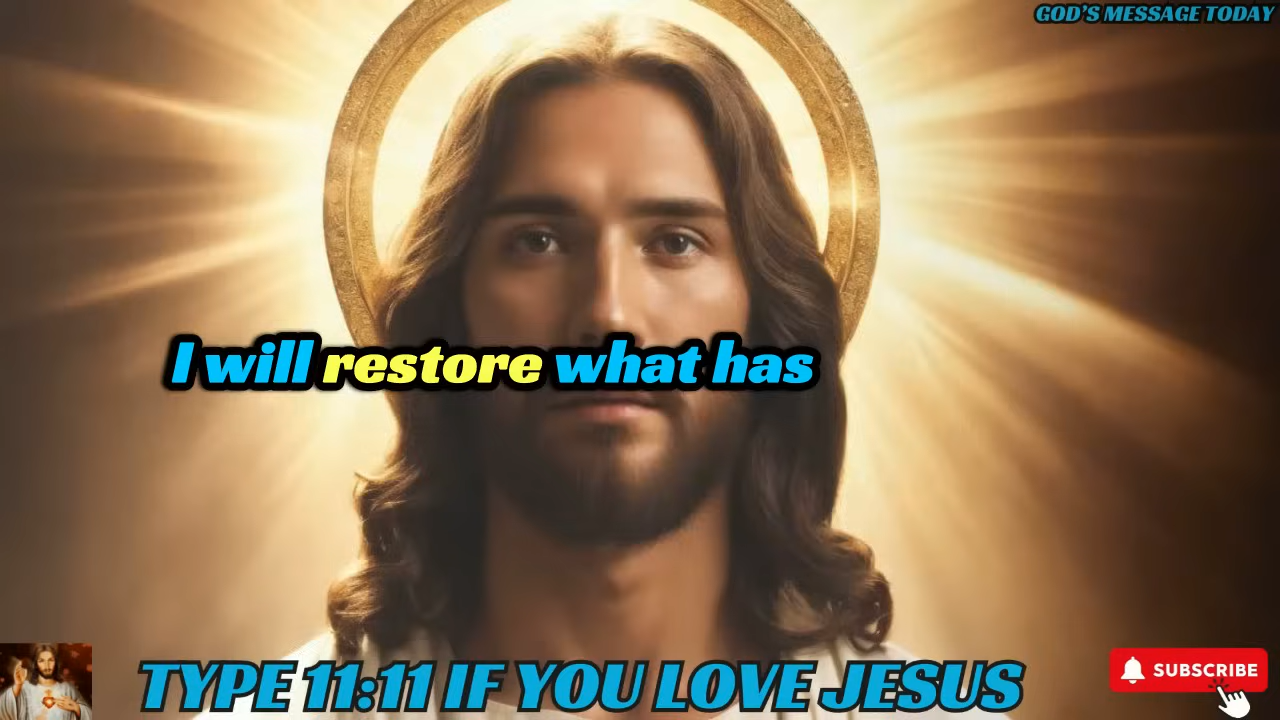 GOD'S MESSAGE TODAY
I will restore what has
TYPE 11:11 IF YOU LOVE JESUS
SUBSCRIBE